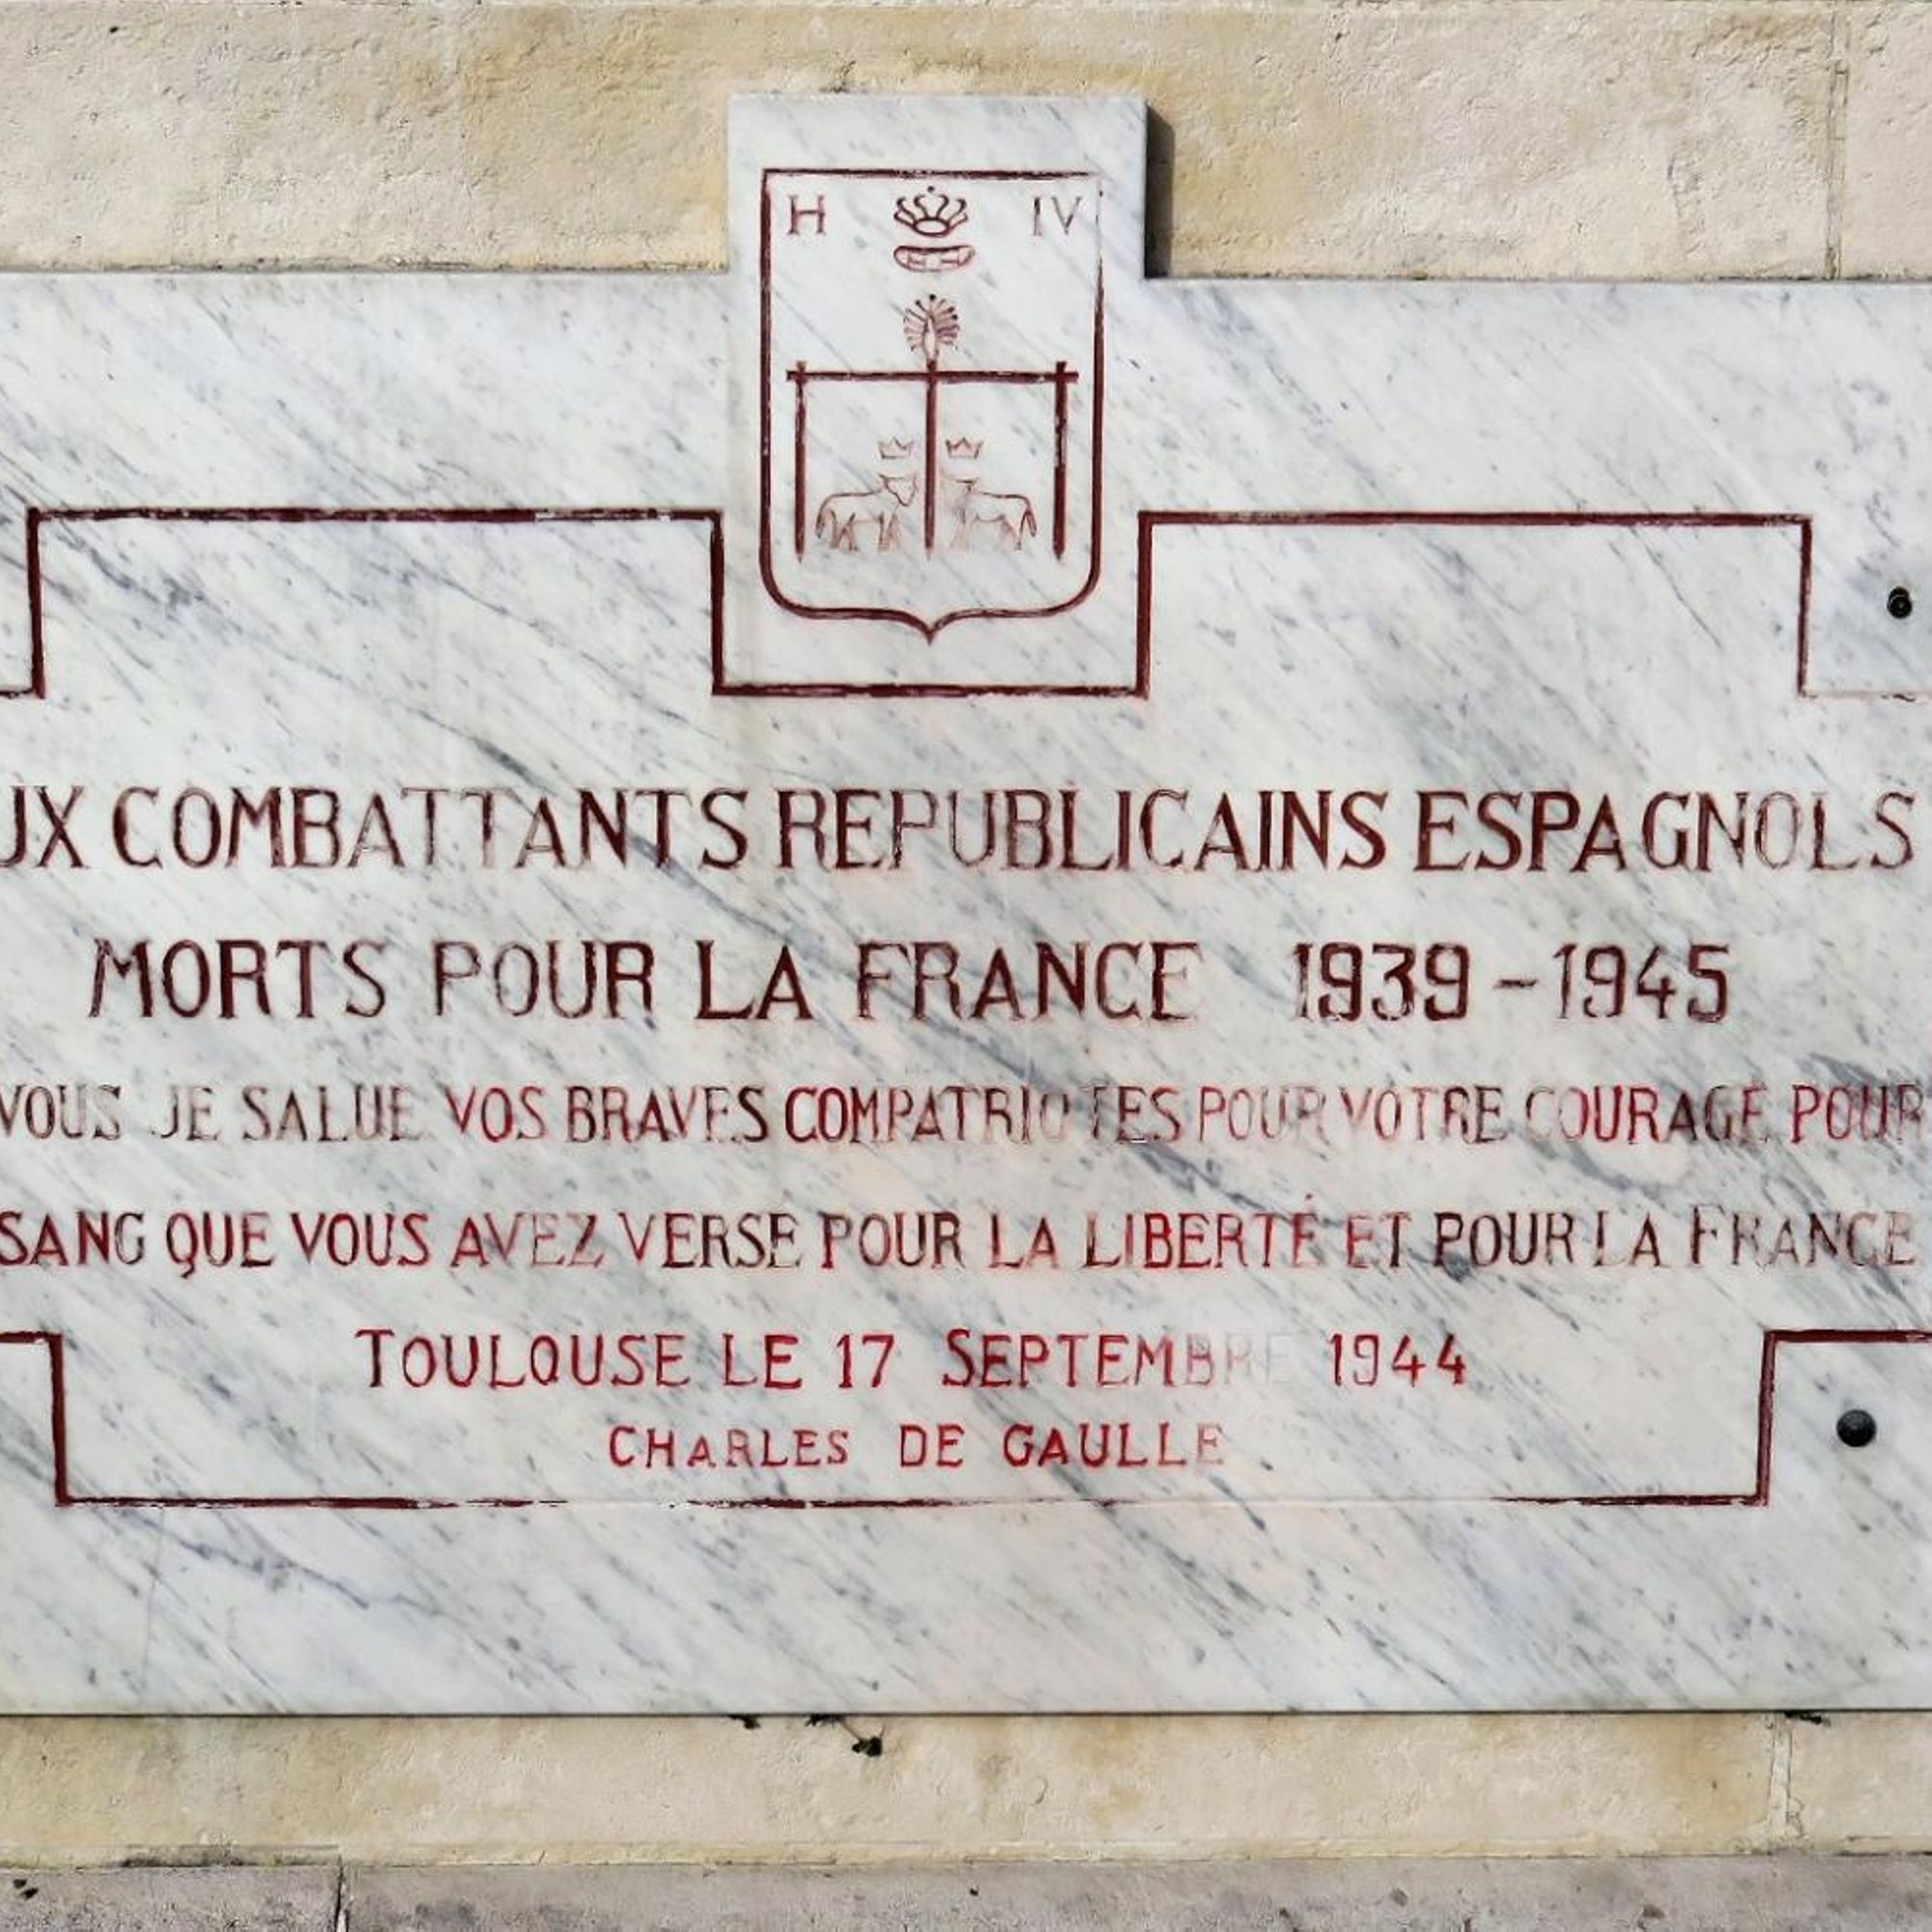 H IV
UX COMBATTANTS REPUBLICAINS ESPAGNOLS
MORTS POUR LA FRANCE 1939-1945
VOUS JE SALUE VOS BRAVES COMPATRIOTES POUR VOTRE COURAGE POUR
SANG QUE VOUS AVEZ VERSE POUR LA LIBERTÉ ET POUR LA FRANCE
TOULOUSE LE 17 SEPTEMBRE 1944
CHARLES DE GAULLE